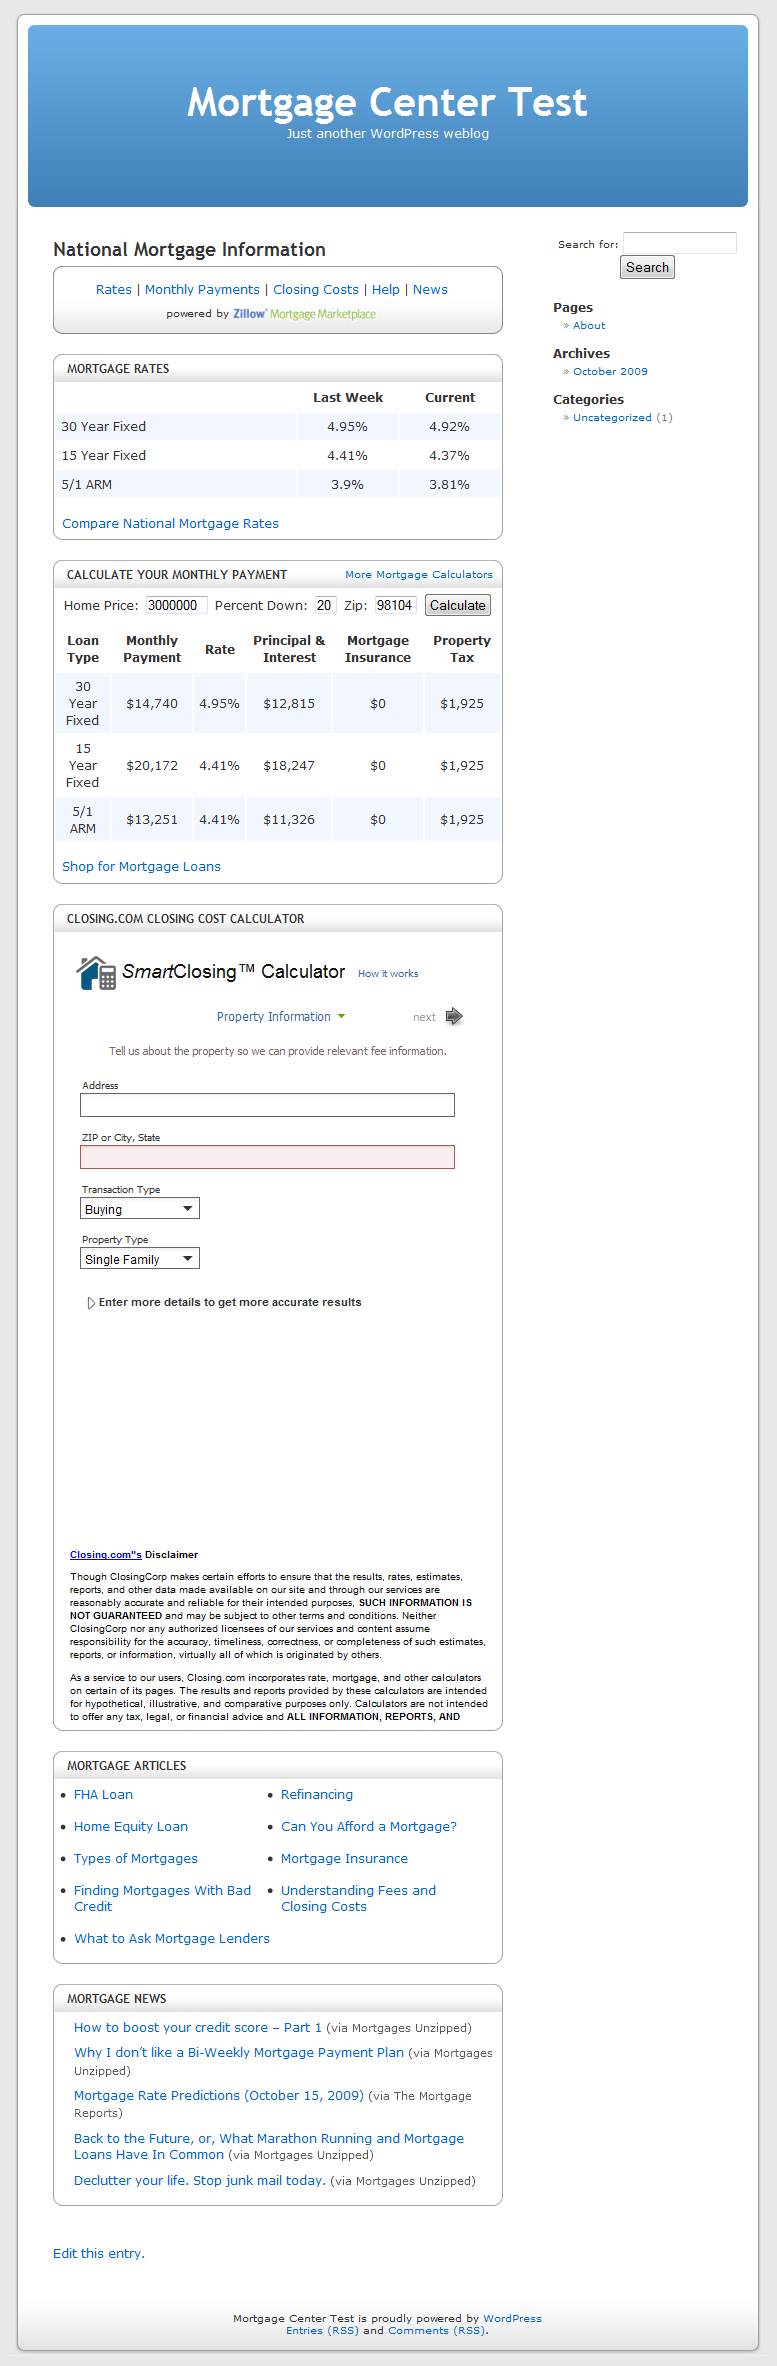 Mortgage Center Test
Just another WordPress weblog
National Mortgage Information
Rates | Monthly Payments | Closing Costs | Help | News
powered by Zillow® Mortgage Marketplace
MORTGAGE RATES
Last Week Current
30 Year Fixed 4.95% 4.92%
15 Year Fixed 4.41% 4.37%
5/1 ARM 3.9% 3.81%
Compare National Mortgage Rates
CALCULATE YOUR MONTHLY PAYMENT More Mortgage Calculators
Home Price: 3000000 Percent Down: 20 Zip: 98104 Calculate
Loan Type Monthly Payment Rate Principal & Interest Mortgage Insurance Property Tax
30 Year Fixed $14,740 4.95% $12,815 $0 $1,925
15 Year Fixed $20,172 4.41% $18,247 $0 $1,925
5/1 ARM $13,251 4.41% $11,326 $0 $1,925
Shop for Mortgage Loans
CLOSING.COM CLOSING COST CALCULATOR
SmartClosing™ Calculator How it works
Property Information next
Tell us about the property so we can provide relevant fee information.
Address
ZIP or City, State
Transaction Type
Buying
Property Type
Single Family
Enter more details to get more accurate results
Closing.com"s Disclaimer
Though ClosingCorp makes certain efforts to ensure that the results, rates, estimates,
reports, and other data made available on our site and through our services are
reasonably accurate and reliable for their intended purposes, SUCH INFORMATION IS
NOT GUARANTEED and may be subject to other terms and conditions. Neither
ClosingCorp nor any authorized licensees of our services and content assume
responsibility for the accuracy, timeliness, correctness, or completeness of such estimates,
reports, or information, virtually all of which is originated by others.
As a service to our users, Closing.com incorporates rate, mortgage, and other calculators
on certain of its pages. The results and reports provided by these calculators are intended
for hypothetical, illustrative, and comparative purposes only. Calculators are not intended
to offer any tax, legal, or financial advice and ALL INFORMATION, REPORTS, AND
MORTGAGE ARTICLES
FHA Loan
Refinancing
Home Equity Loan
Can You Afford a Mortgage?
Types of Mortgages
Mortgage Insurance
Finding Mortgages With Bad
Credit
Understanding Fees and
Closing Costs
What to Ask Mortgage Lenders
MORTGAGE NEWS
How to boost your credit score – Part 1 (via Mortgages Unzipped)
Why I don't like a Bi-Weekly Mortgage Payment Plan (via Mortgages
Unzipped)
Mortgage Rate Predictions (October 15, 2009) (via The Mortgage
Reports)
Back to the Future, or, What Marathon Running and Mortgage
Loans Have In Common (via Mortgages Unzipped)
Declutter your life. Stop junk mail today. (via Mortgages Unzipped)
Edit this entry.
Search for:
Search
Pages
» About
Archives
» October 2009
Categories
» Uncategorized (1)
Mortgage Center Test is proudly powered by WordPress
Entries (RSS) and Comments (RSS).